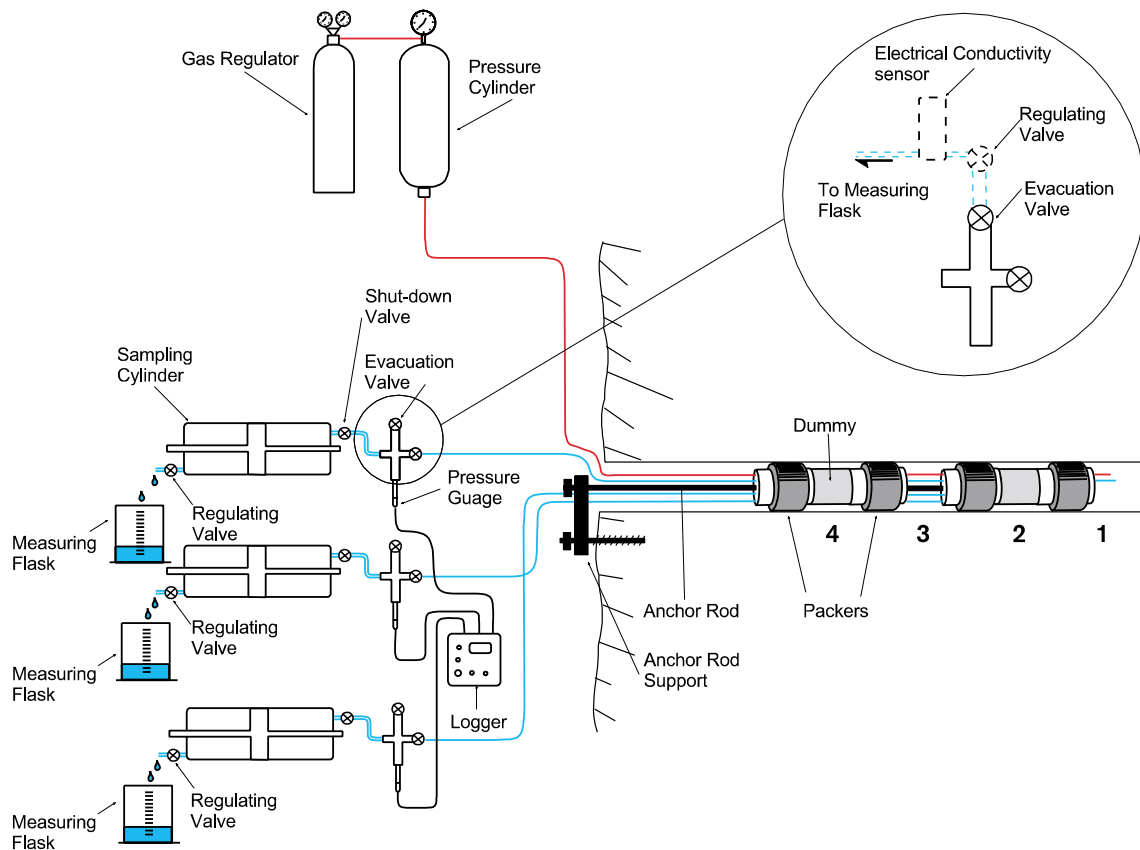 Gas Regulator
Pressure
Cylinder
Electrical Conductivity
sensor
Regulating
Valve
To Measuring
Flask
Evacuation
Valve
Shut-down
Valve
Sampling
Cylinder
Evacuation
Valve
Dummy
Pressure
Guage
Regulating
Valve
Measuring
Flask
4
3
2
1
Anchor Rod
Packers
Regulating
Valve
Measuring
Flask
Anchor Rod
Support
Logger
Regulating
Valve
Measuring
Flask